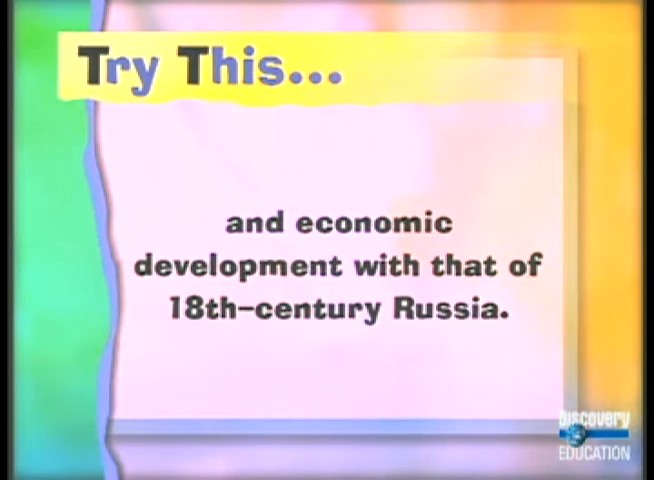 Try This...
and economic
development with that of
18th-century Russia.
Discovery
EDUCATION